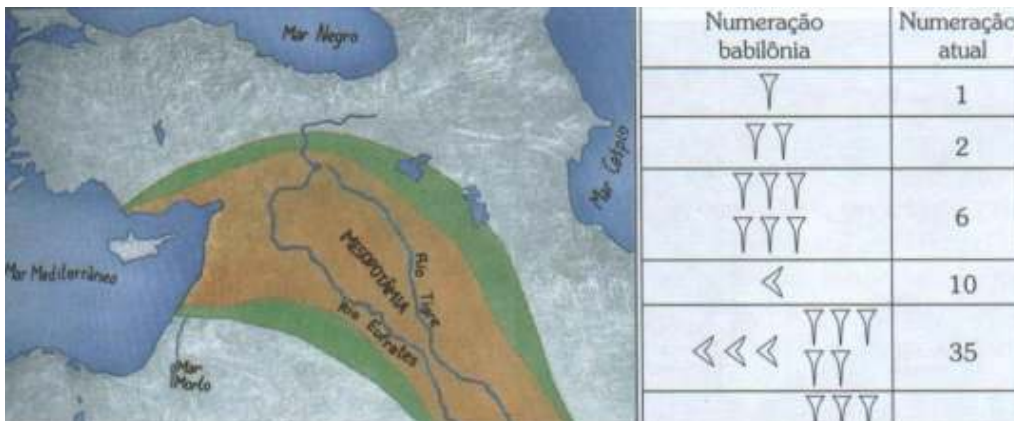 Mar Negro
Mar Cáspio
Mar Mediterrâneo
MESOPOTÂMIA
Rio Tigre
Rio Eufrates
Mar
Morto
Numeração
babilônia
Numeração
atual
1
2
6
10
35